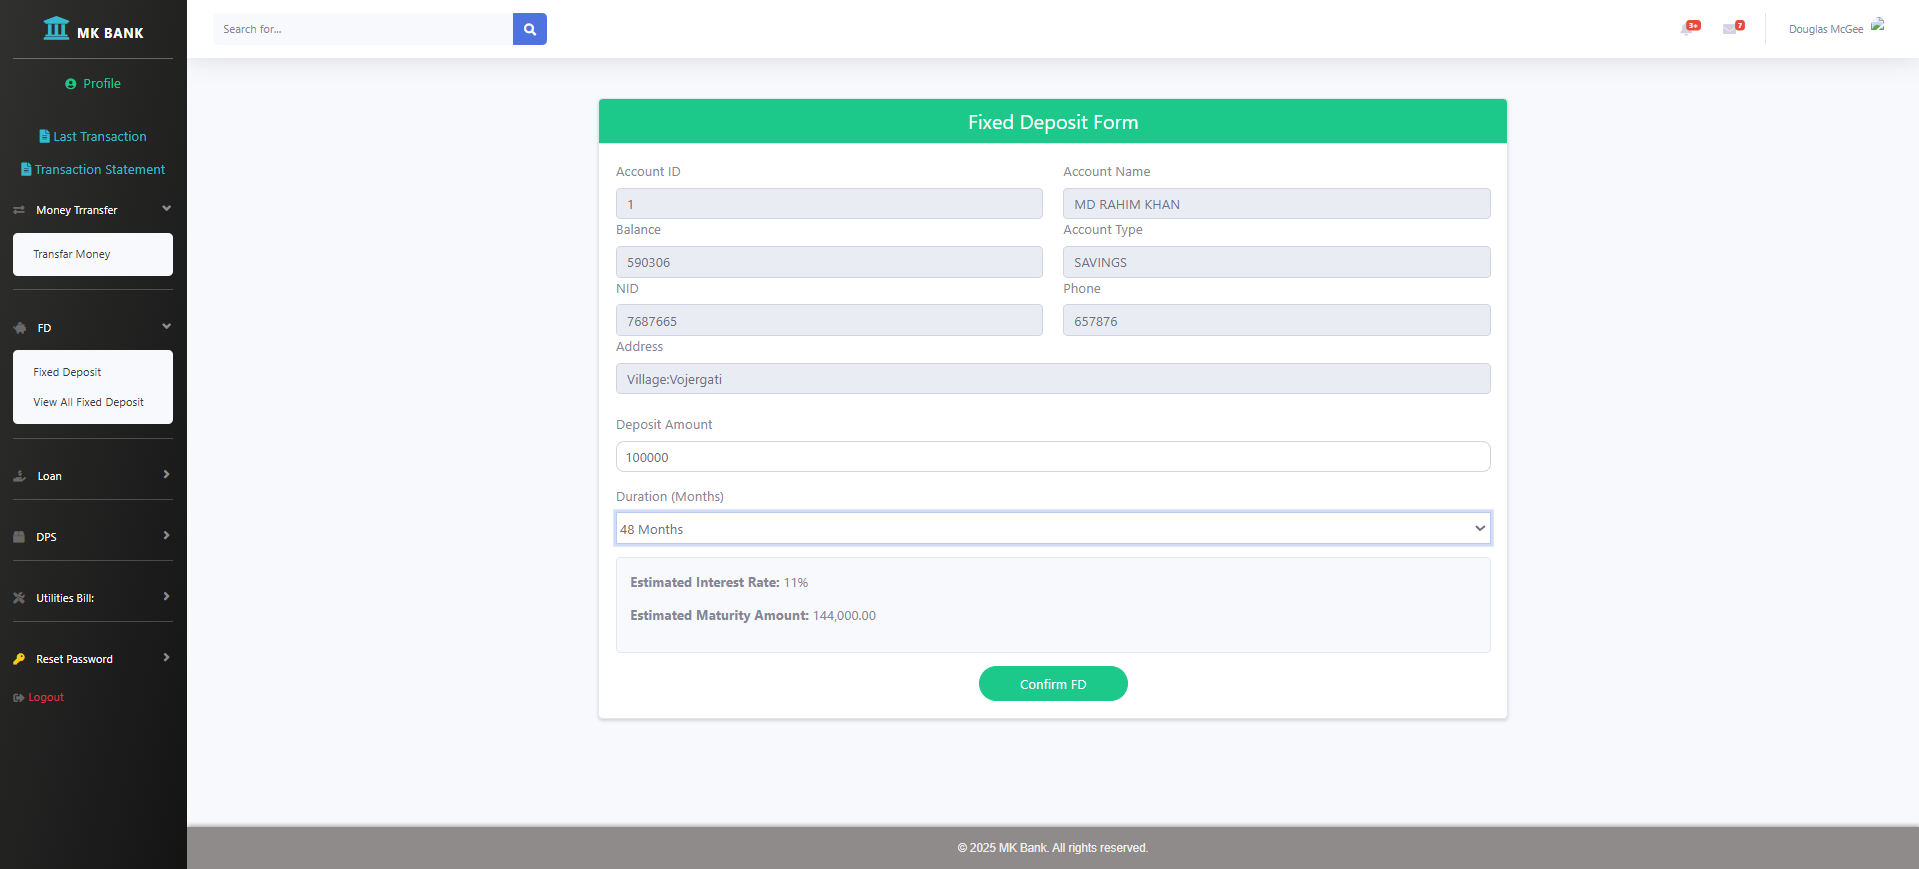 MK BANK
Profile
Last Transaction
Transaction Statement
Money Trransfer
Transfar Money
FD
Fixed Deposit
View All Fixed Deposit
Loan
DPS
Utilities Bill:
Reset Password
Logout
Search for...
3+
7
Douglas McGee
Fixed Deposit Form
Account ID
Account Name
1
MD RAHIM KHAN
Balance
Account Type
590306
SAVINGS
NID
Phone
7687665
657876
Address
Village:Vojergati
Deposit Amount
100000
Duration (Months)
48 Months
Estimated Interest Rate: 11%
Estimated Maturity Amount: 144,000.00
Confirm FD
© 2025 MK Bank. All rights reserved.